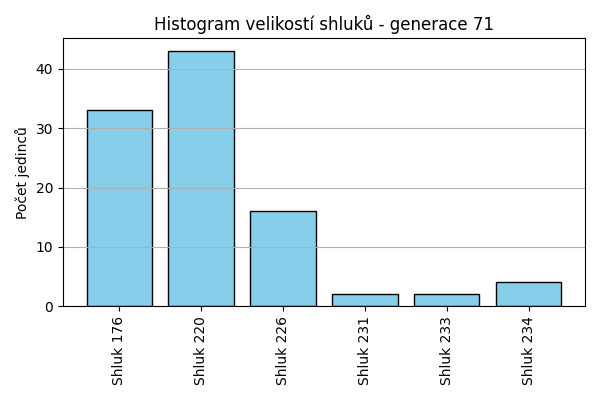 Histogram velikostí shluků - generace 71
Počet jedinců
40
30
20
10
0
Shluk 176
Shluk 220
Shluk 226
Shluk 231
Shluk 233
Shluk 234